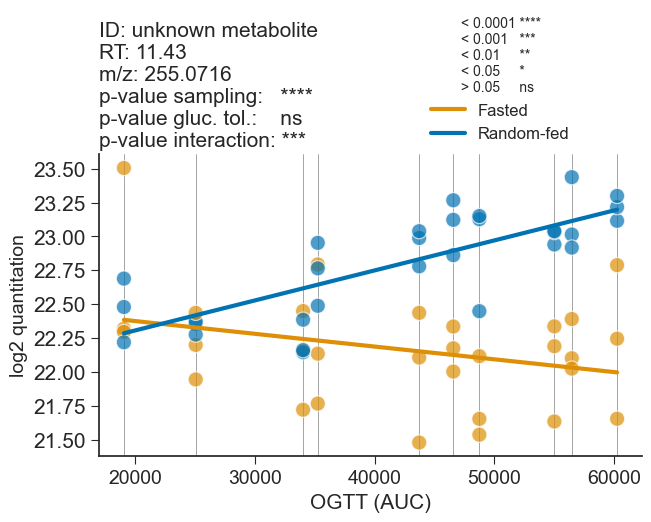 ID: unknown metabolite
RT: 11.43
m/z: 255.0716
p-value sampling: ****
p-value gluc. tol.: ns
p-value interaction: ***
< 0.0001 ****
< 0.001 ***
< 0.01 **
< 0.05 *
> 0.05 ns
Fasted
Random-fed
log2 quantitation
23.50
23.25
23.00
22.75
22.50
22.25
22.00
21.75
21.50
20000 30000 40000 50000 60000
OGTT (AUC)